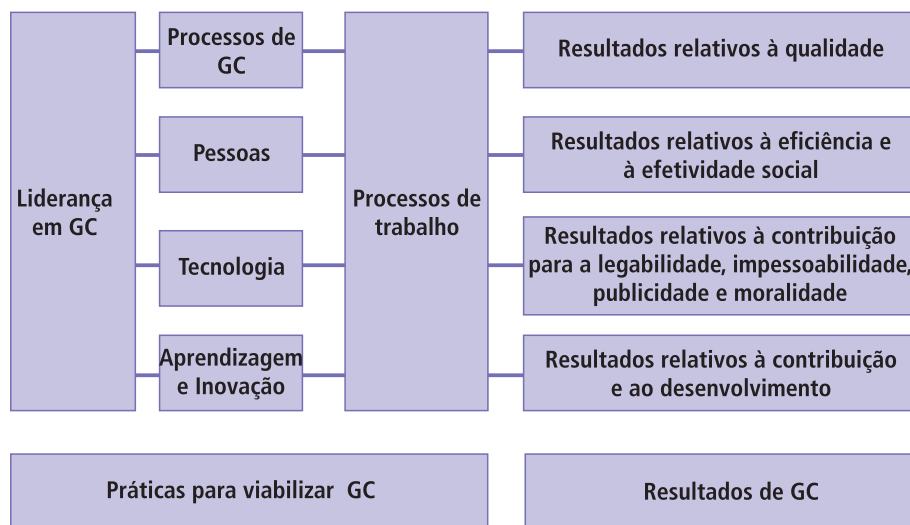 Liderança
em GC
Processos de
GC
Pessoas
Tecnologia
Aprendizagem
e Inovação
Processos de
trabalho
Resultados relativos à qualidade
Resultados relativos à eficiência e
à efetividade social
Resultados relativos à contribuição
para a legabilidade, impessoabilidade,
publicidade e moralidade
Resultados relativos à contribuição
e ao desenvolvimento
Práticas para viabilizar GC
Resultados de GC